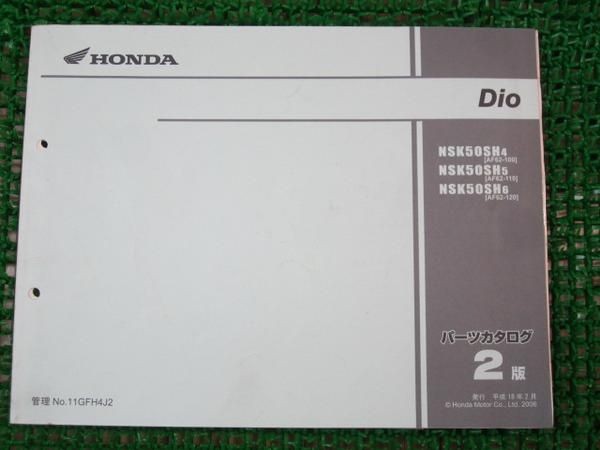 HONDA
Dio
NSK50SH4
[AF62-100]
NSK50SH5
[AF62-110]
NSK50SH6
[AF62-120]
パーツカタログ
2版
発行 平成18年2月
© Honda Motor Co., Ltd. 2006
管理 No.11GFH4J2